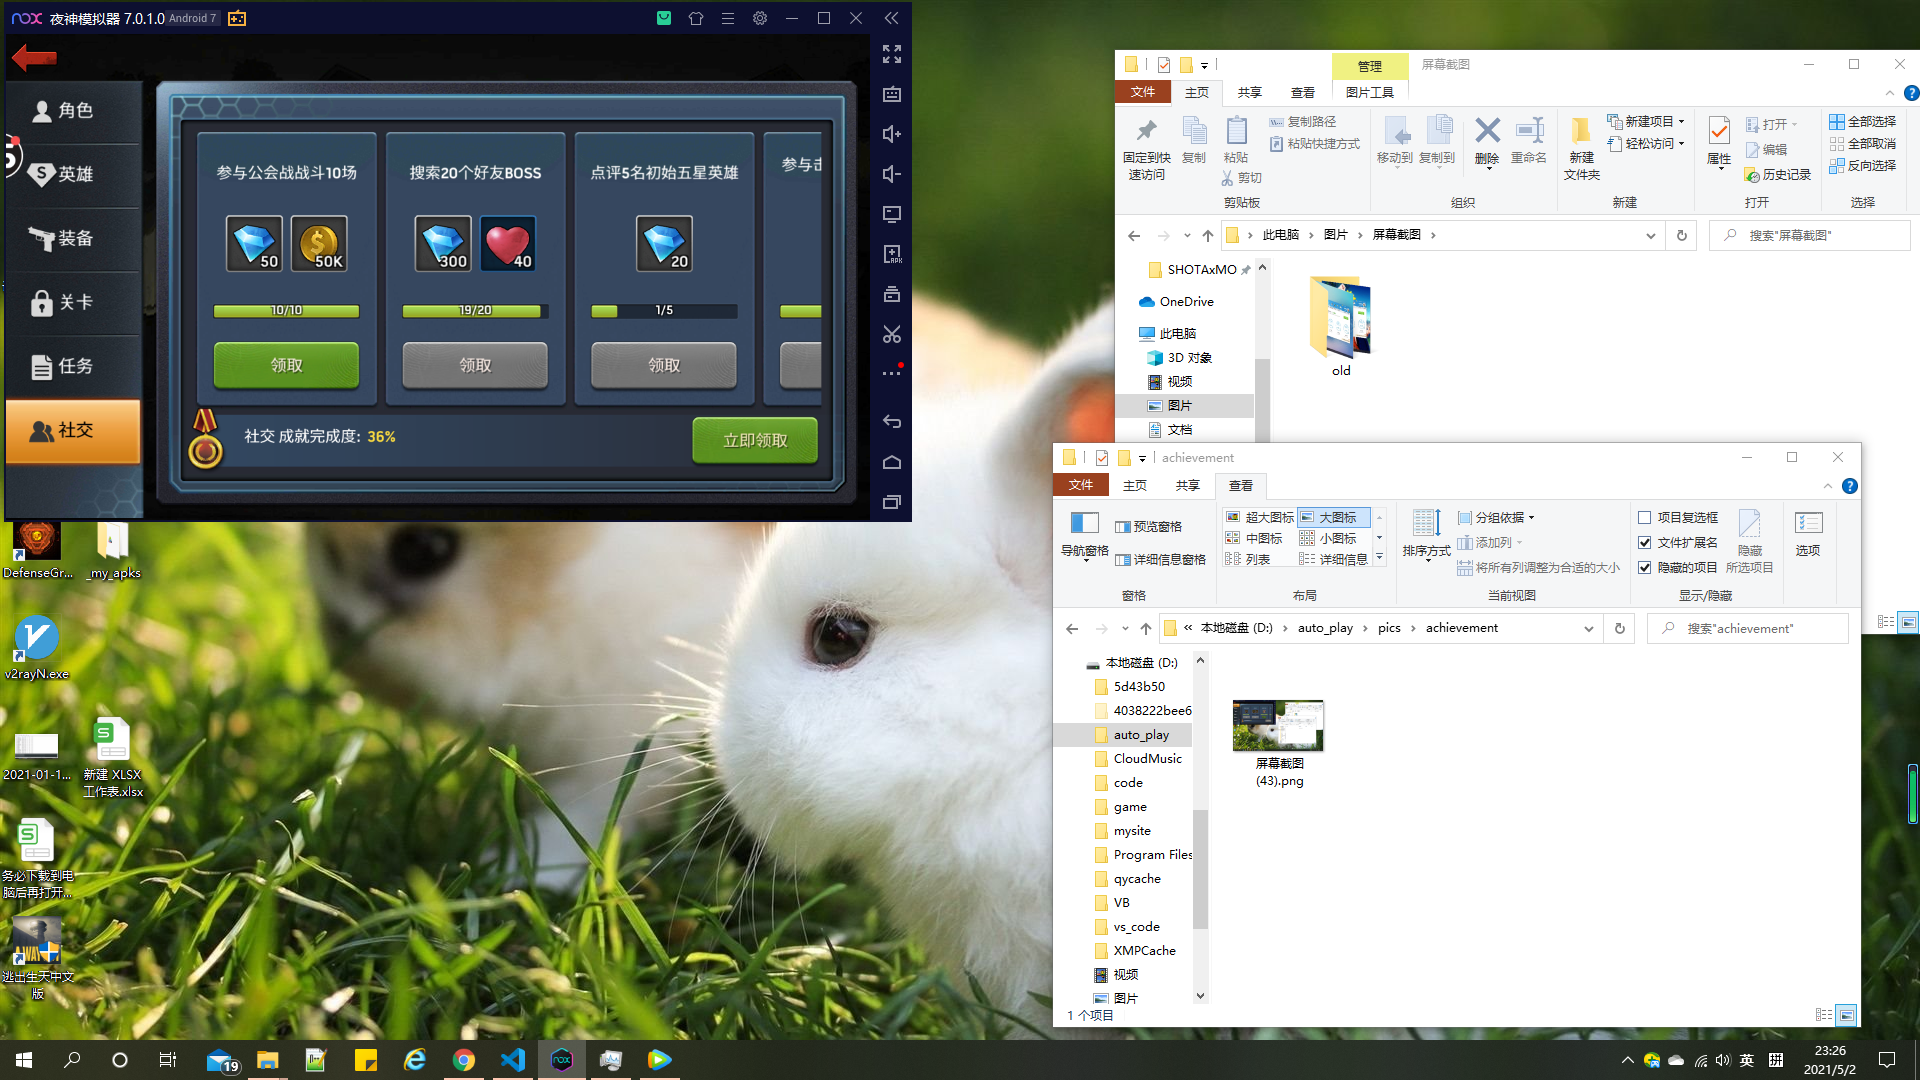 nox 夜神模拟器 7.0.1.0 Android 7
角色
英雄
装备
关卡
任务
社交
参与公会战战斗10场
50
50K
10/10
领取
搜索20个好友BOSS
300
40
19/20
领取
点评5名初始五星英雄
20
1/5
领取
社交 成就完成度: 36%
立即领取
DefenseGr...
_my_apks
v2rayN.exe
2021-01-1...
新建 XLSX
工作表.xlsx
务必下载到电
脑后再打开...
逃出生天中文
版
管理
屏幕截图
文件
主页
共享
查看
图片工具
固定到快
速访问
复制
粘贴
复制路径
粘贴快捷方式
剪切
剪贴板
移动到
复制到
删除
重命名
组织
新建
文件夹
新建项目
轻松访问
新建
属性
打开
编辑
历史记录
打开
全部选择
全部取消
反向选择
选择
此电脑
图片
屏幕截图
搜索"屏幕截图"
SHOTAxMO
OneDrive
此电脑
3D 对象
视频
图片
文档
old
achievement
文件
主页
共享
查看
导航窗格
预览窗格
详细信息窗格
窗格
超大图标
大图标
中图标
小图标
列表
详细信息
布局
排序方式
分组依据
添加列
将所有列调整为合适的大小
当前视图
项目复选框
文件扩展名
隐藏的项目
隐藏
所选项目
显示/隐藏
选项
« 本地磁盘 (D:)
auto_play
pics
achievement
搜索"achievement"
本地磁盘 (D:)
5d43b50
4038222bee6
auto_play
CloudMusic
code
game
mysite
Program Files
qycache
VB
vs_code
XMPCache
视频
图片
屏幕截图
(43).png
1 个项目
19
nox
英
拼
23:26
2021/5/2